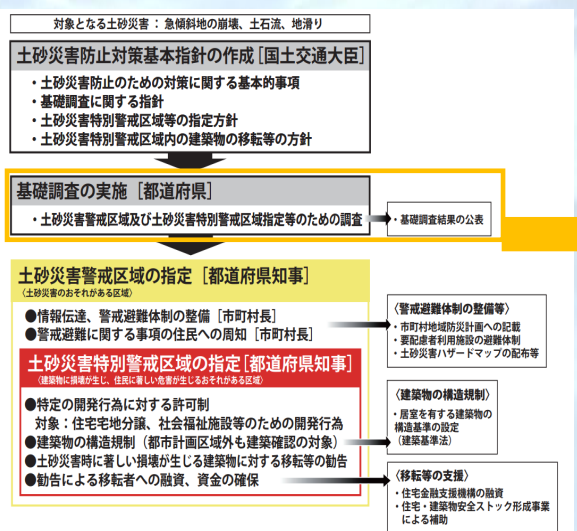 対象となる土砂災害 : 急傾斜地の崩壊、土石流、地滑り
土砂災害防止対策基本指針の作成[国土交通大臣]
・土砂災害防止のための対策に関する基本的事項
・基礎調査に関する指針
・土砂災害特別警戒区域等の指定方針
・土砂災害特別警戒区域内の建築物の移転等の方針
基礎調査の実施 [都道府県]
・土砂災害警戒区域及び土砂災害特別警戒区域指定等のための調査
・基礎調査結果の公表
土砂災害警戒区域の指定 [都道府県知事]
〈土砂災害のおそれがある区域〉
●情報伝達、警戒避難体制の整備 [市町村長]
●警戒避難に関する事項の住民への周知 [市町村長]
〈警戒避難体制の整備等〉
・市町村地域防災計画への記載
・要配慮者利用施設の避難体制
・土砂災害ハザードマップの配布等
土砂災害特別警戒区域の指定[都道府県知事]
〈建築物に損壊が生じ、住民に著しい危害が生じるおそれがある区域〉
●特定の開発行為に対する許可制
対象：住宅宅地分譲、社会福祉施設等のための開発行為
●建築物の構造規制（都市計画区域外も建築確認の対象）
●土砂災害時に著しい損壊が生じる建築物に対する移転等の勧告
●勧告による移転者への融資、資金の確保
〈建築物の構造規制〉
・居室を有する建築物の
構造基準の設定
（建築基準法）
〈移転等の支援〉
・住宅金融支援機構の融資
・住宅・建築物安全ストック形成事業
による補助